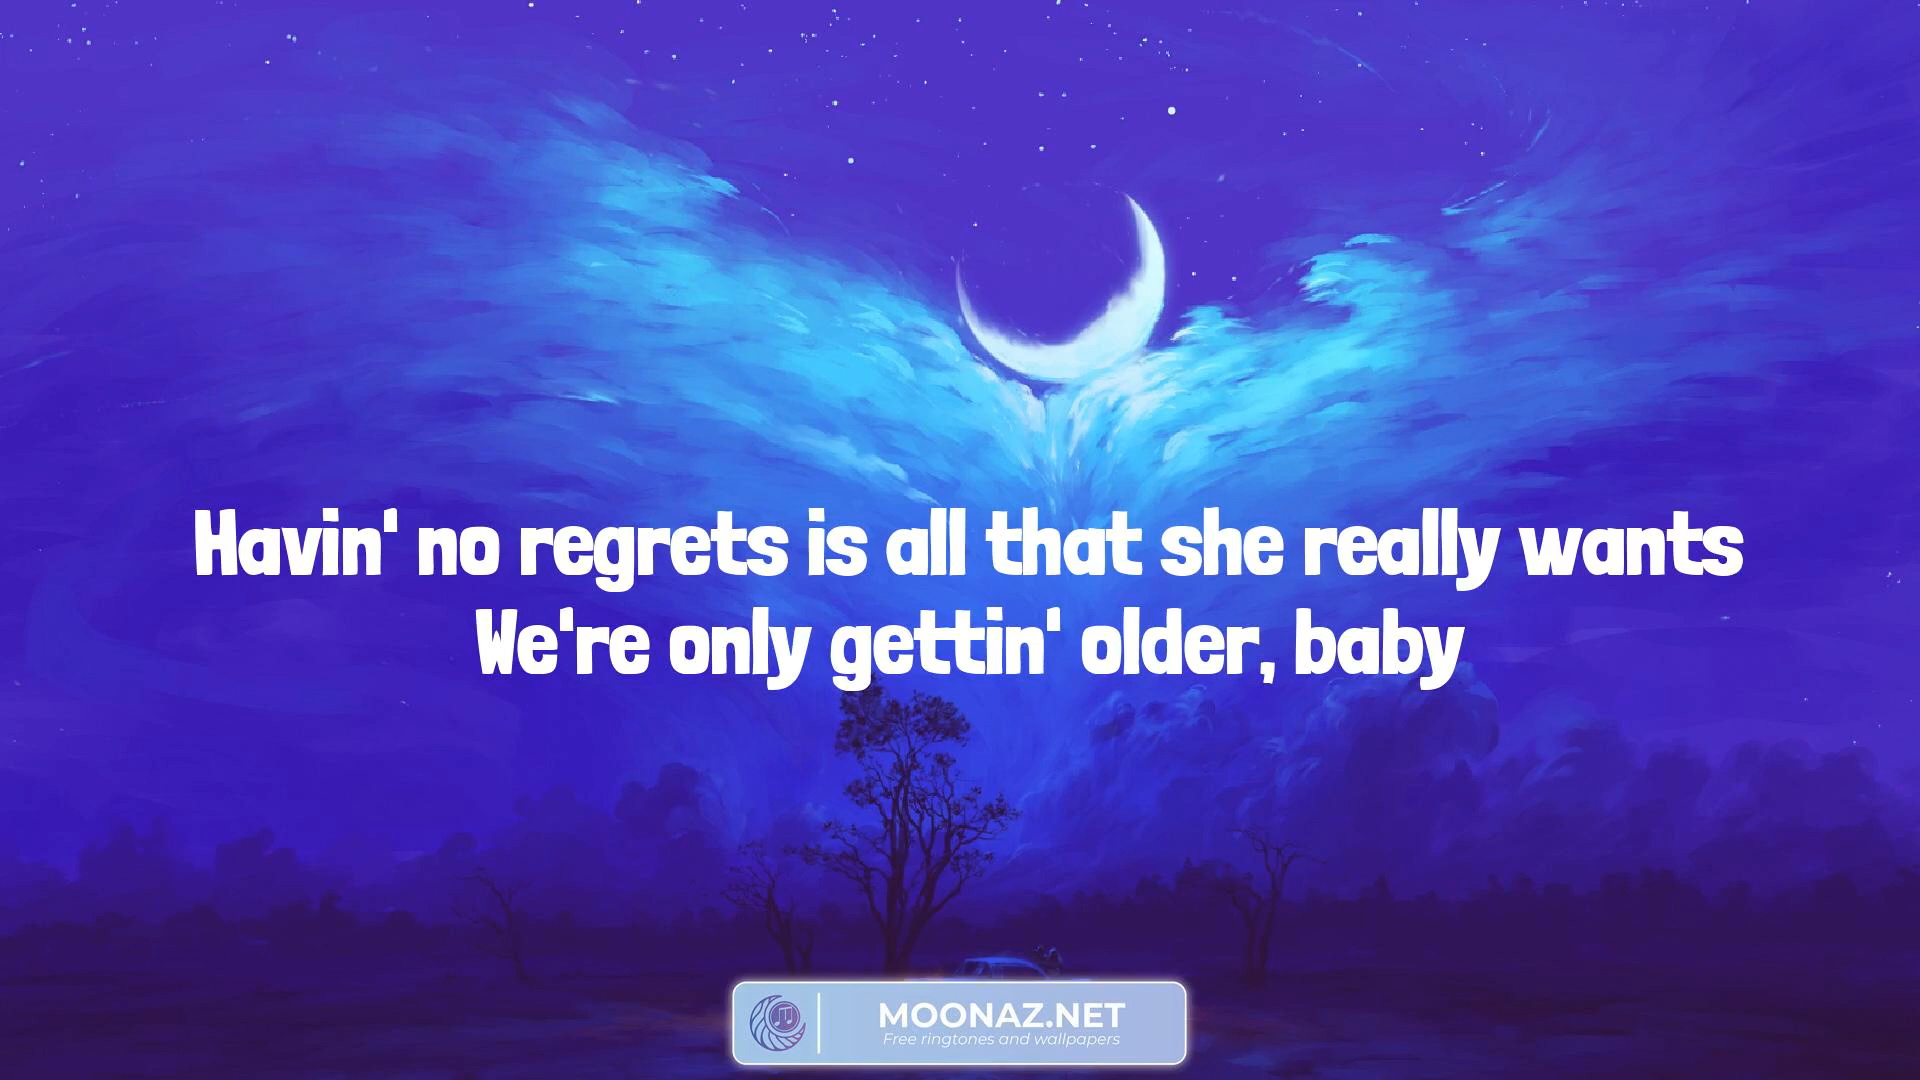 Havin' no regrets is all that she really wants
We're only gettin' older, baby
MOONAZ.NET
Free ringtones and wallpapers